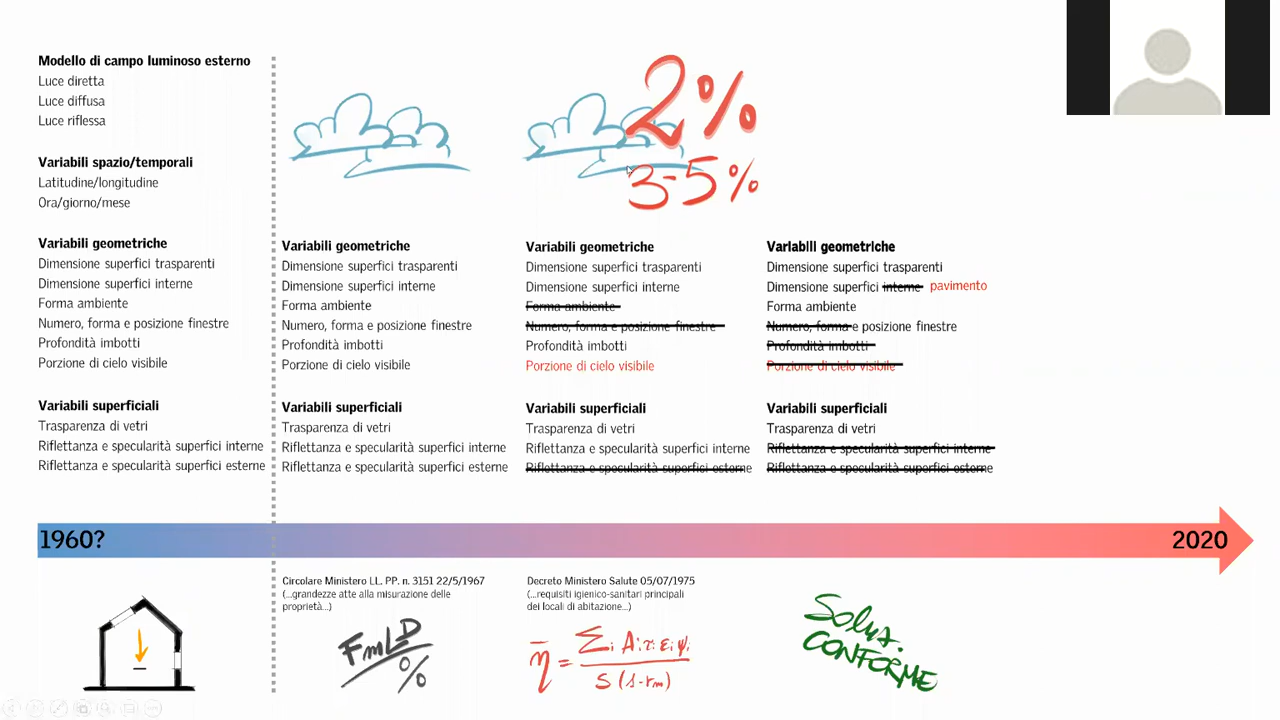 Modello di campo luminoso esterno
Luce diretta
Luce diffusa
Luce riflessa
Variabili spazio/temporali
Latitudine/longitudine
Ora/giorno/mese
Variabili geometriche
Dimensione superfici trasparenti
Dimensione superfici interne
Forma ambiente
Numero, forma e posizione finestre
Profondità imbotti
Porzione di cielo visibile
Variabili superficiali
Trasparenza di vetri
Riflettanza e specularità superfici interne
Riflettanza e specularità superfici esterne
Variabili geometriche
Dimensione superfici trasparenti
Dimensione superfici interne
Forma ambiente
Numero, forma e posizione finestre
Profondità imbotti
Porzione di cielo visibile
Variabili superficiali
Trasparenza di vetri
Riflettanza e specularità superfici interne
Riflettanza e specularità superfici esterne
2%
3-5%
Variabili geometriche
Dimensione superfici trasparenti
Dimensione superfici interne
Forma ambiente
Numero, forma e posizione finestre
Profondità imbotti
Porzione di cielo visibile
Variabili superficiali
Trasparenza di vetri
Riflettanza e specularità superfici interne
Riflettanza e specularità superfici esterne
Variabili geometriche
Dimensione superfici trasparenti
Dimensione superfici interne pavimento
Forma ambiente
Numero, forma e posizione finestre
Profondità imbotti
Porzione di cielo visibile
Variabili superficiali
Trasparenza di vetri
Riflettanza e specularità superfici interne
Riflettanza e specularità superfici esterne
1960?
2020
Circolare Ministero LL. PP. n. 3151 22/5/1967
(...grandezze atte alla misurazione delle
proprietà...)
FmLD
%
Decreto Ministero Salute 05/07/1975
(...requisiti igienico-sanitari principali
dei locali di abitazione...)
η̅ = Σi Ai τi εi ψi
S (1-rm)
Soluz.
CONFORME